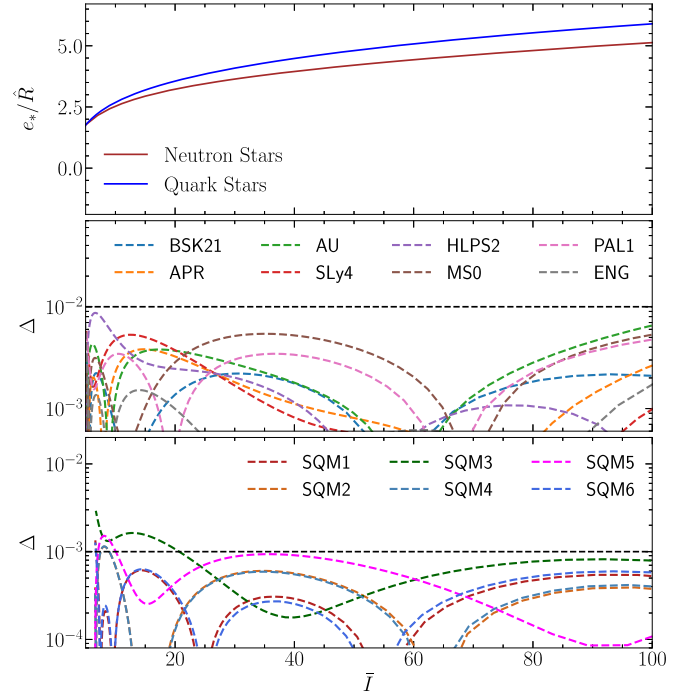 5.0
2.5
0.0
e∗/R̂
Neutron Stars
Quark Stars
BSK21 AU HLPS2 PAL1
APR SLy4 MS0 ENG
10⁻²
10⁻³
Δ
SQM1 SQM3 SQM5
SQM2 SQM4 SQM6
10⁻²
10⁻³
10⁻⁴
Δ
20 40 60 80 100
Ī